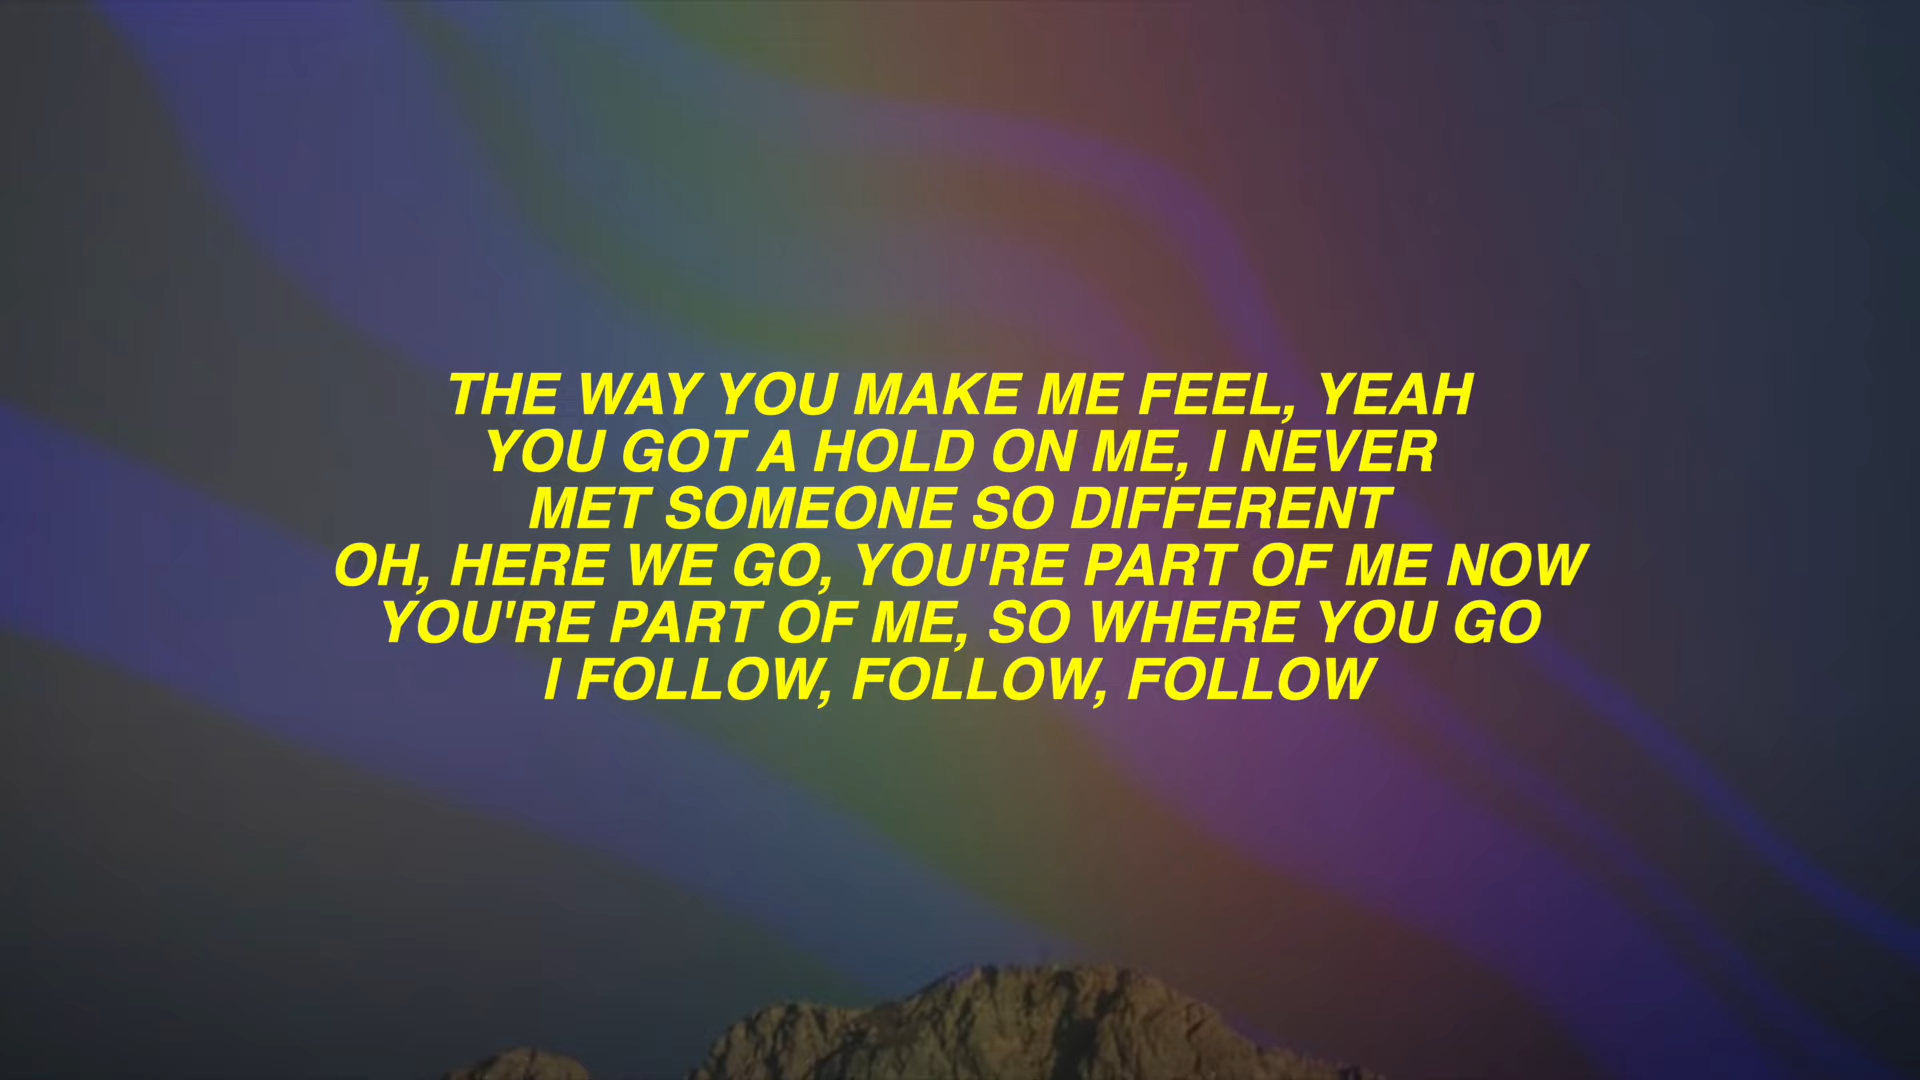 THE WAY YOU MAKE ME FEEL, YEAH
YOU GOT A HOLD ON ME, I NEVER
MET SOMEONE SO DIFFERENT
OH, HERE WE GO, YOU'RE PART OF ME NOW
YOU'RE PART OF ME, SO WHERE YOU GO
I FOLLOW, FOLLOW, FOLLOW